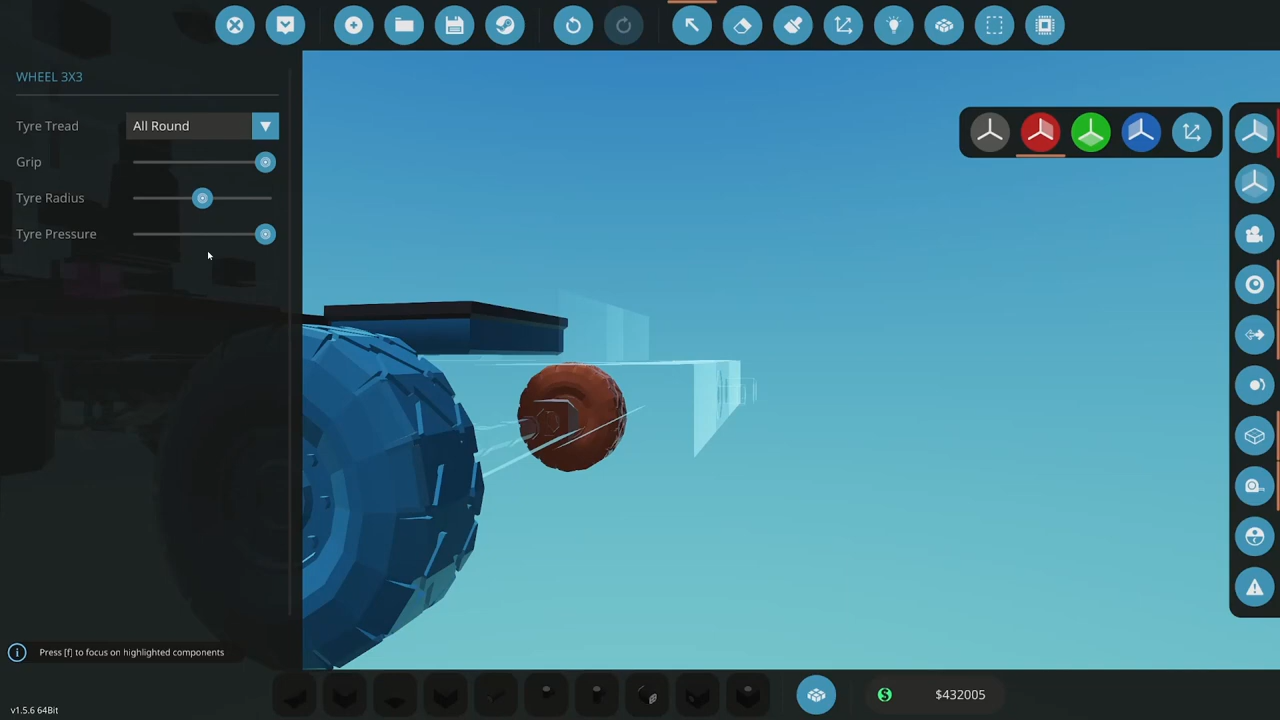 WHEEL 3X3
Tyre Tread
All Round
Grip
Tyre Radius
Tyre Pressure
Press [f] to focus on highlighted components
$432005
v1.5.6 64Bit